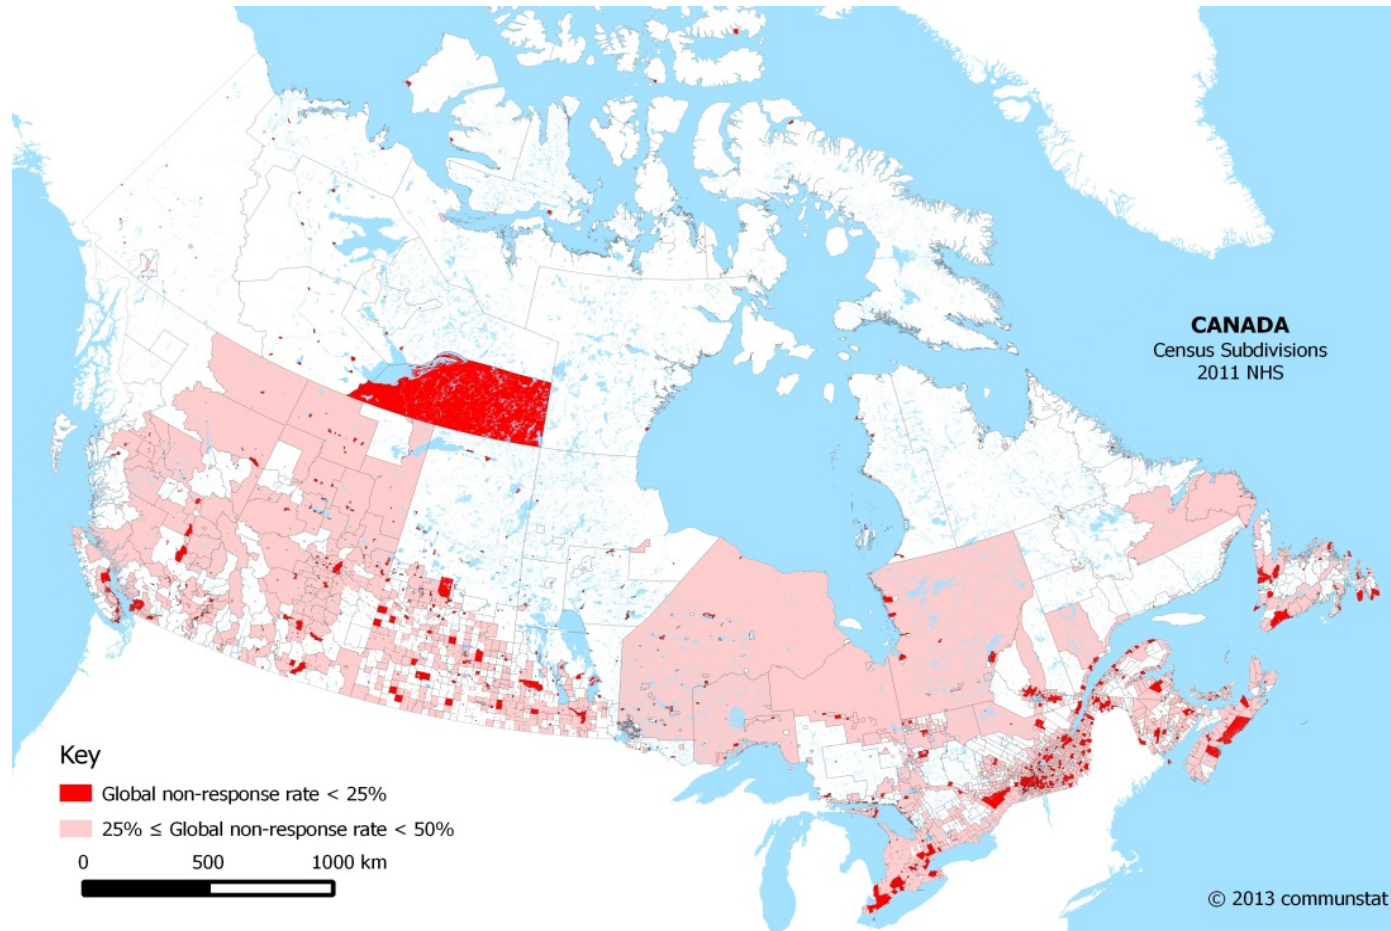 CANADA
Census Subdivisions
2011 NHS
Key
Global non-response rate < 25%
25% ≤ Global non-response rate < 50%
0 500 1000 km
© 2013 communstat